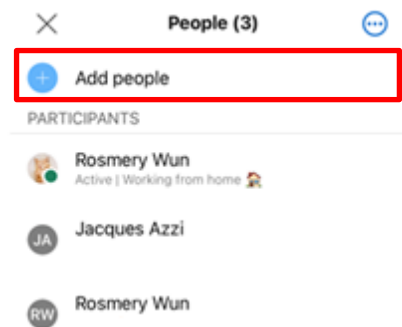 People (3)
Add people
PARTICIPANTS
Rosmery Wun
Active | Working from home 🏠
Jacques Azzi
JA
Rosmery Wun
RW